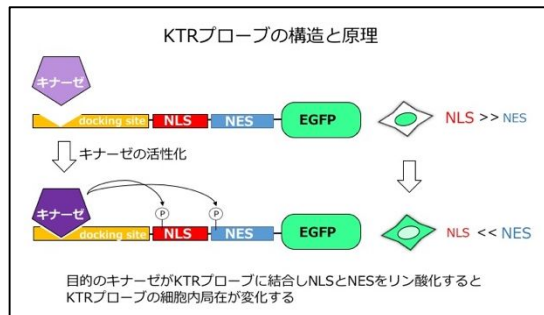 KTRプローブの構造と原理
キナーゼ
docking site NLS NES EGFP
NLS >> NES
キナーゼの活性化
キナーゼ
P P
docking site NLS NES EGFP
NLS << NES
目的のキナーゼがKTRプローブに結合しNLSとNESをリン酸化すると
KTRプローブの細胞内局在が変化する